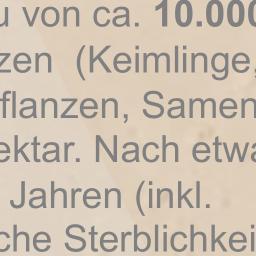 u von ca. 10.000
zen (Keimlinge,
flanzen, Samen
ektar. Nach etwa
Jahren (inkl.
che Sterblichkei